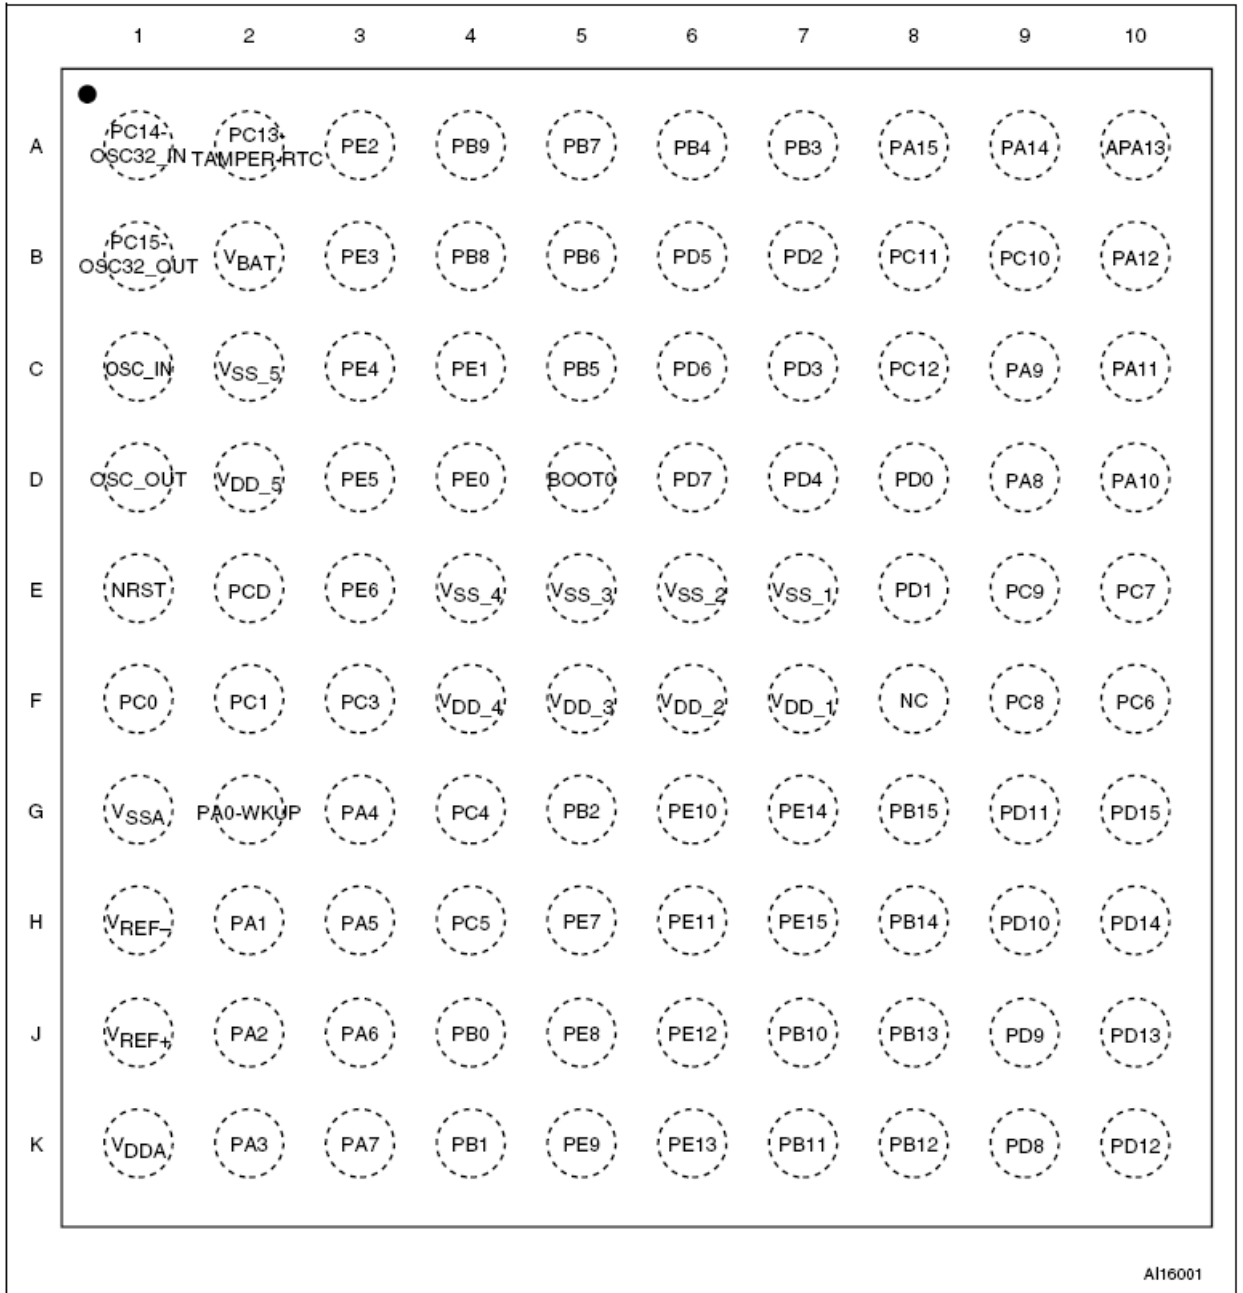 1 2 3 4 5 6 7 8 9 10
A PC14-OSC32_IN PC13-TAMPER-RTC PE2 PB9 PB7 PB4 PB3 PA15 PA14 APA13
B PC15-OSC32_OUT VBAT PE3 PB8 PB6 PD5 PD2 PC11 PC10 PA12
C OSC_IN VSS_5 PE4 PE1 PB5 PD6 PD3 PC12 PA9 PA11
D OSC_OUT VDD_5 PE5 PE0 BOOT0 PD7 PD4 PD0 PA8 PA10
E NRST PCD PE6 VSS_4 VSS_3 VSS_2 VSS_1 PD1 PC9 PC7
F PC0 PC1 PC3 VDD_4 VDD_3 VDD_2 VDD_1 NC PC8 PC6
G VSSA PA0-WKUP PA4 PC4 PB2 PE10 PE14 PB15 PD11 PD15
H VREF– PA1 PA5 PC5 PE7 PE11 PE15 PB14 PD10 PD14
J VREF+ PA2 PA6 PB0 PE8 PE12 PB10 PB13 PD9 PD13
K VDDA PA3 PA7 PB1 PE9 PE13 PB11 PB12 PD8 PD12
AI16001